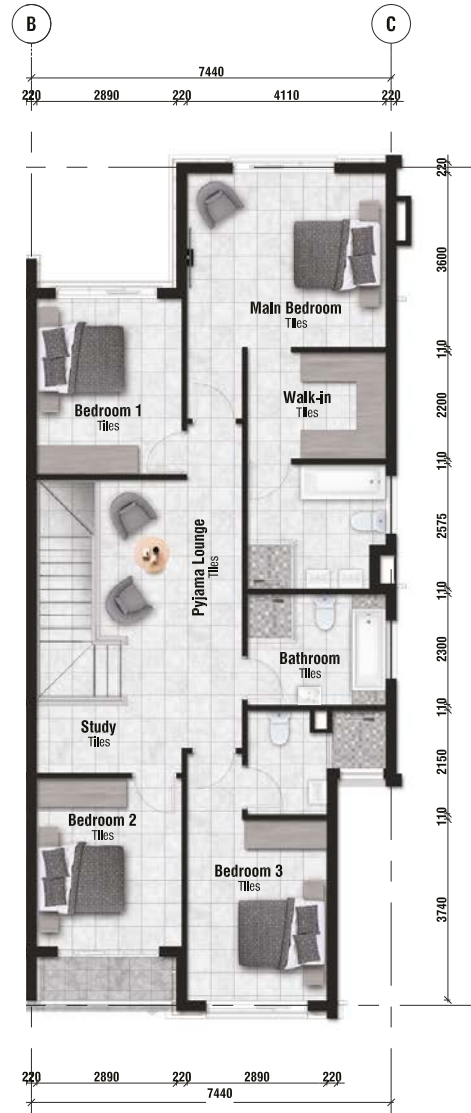 B
C
7440
220
2890
220
4110
220
220
3600
Main Bedroom
Tiles
110
Bedroom 1
Tiles
Walk-in
Tiles
2200
110
2575
Pyjama Lounge
Tiles
110
Bathroom
Tiles
2300
110
Study
Tiles
2150
Bedroom 2
Tiles
110
Bedroom 3
Tiles
3740
220
2890
220
2890
220
7440